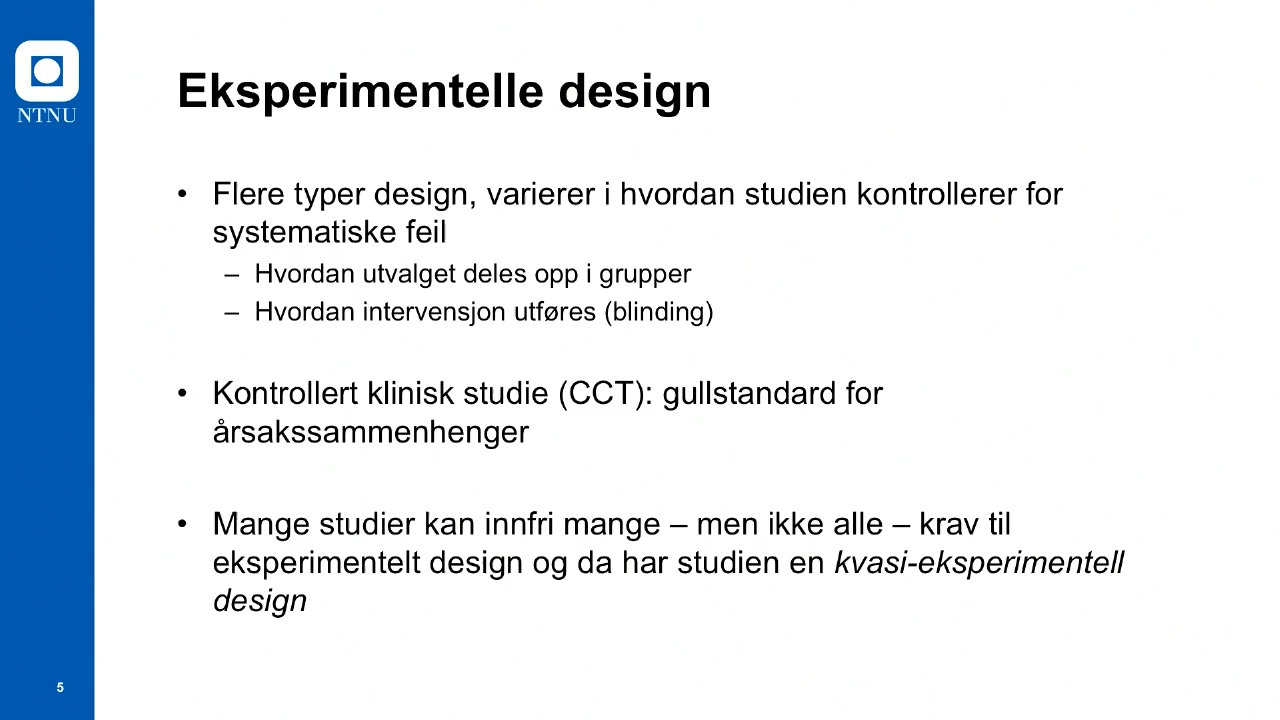 NTNU
Eksperimentelle design
• Flere typer design, varierer i hvordan studien kontrollerer for
systematiske feil
– Hvordan utvalget deles opp i grupper
– Hvordan intervensjon utføres (blinding)
• Kontrollert klinisk studie (CCT): gullstandard for
årsakssammenhenger
• Mange studier kan innfri mange – men ikke alle – krav til
eksperimentelt design og da har studien en kvasi-eksperimentell
design
5